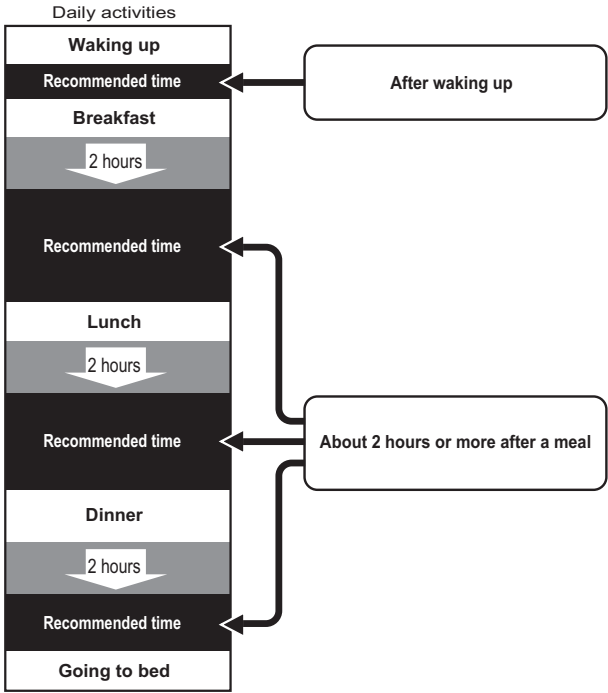 Daily activities
Waking up
Recommended time
After waking up
Breakfast
2 hours
Recommended time
Lunch
2 hours
Recommended time
About 2 hours or more after a meal
Dinner
2 hours
Recommended time
Going to bed